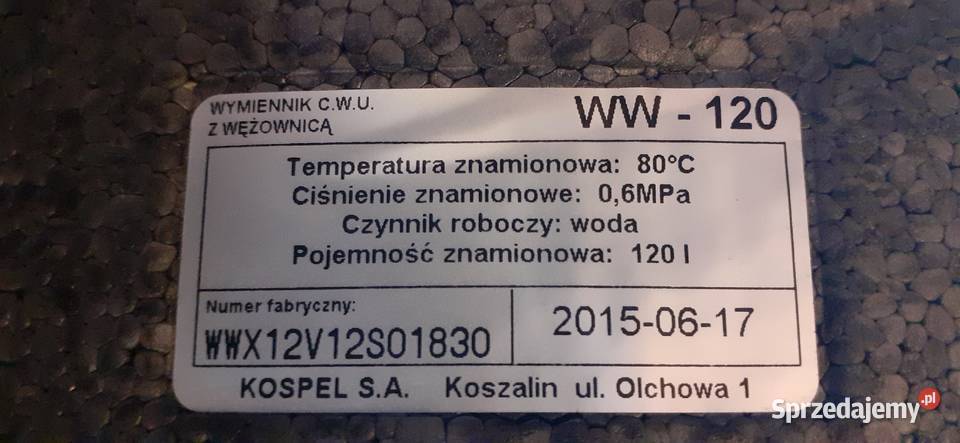 WYMIENNIK C.W.U.
Z WĘŻOWNICĄ
WW - 120
Temperatura znamionowa: 80°C
Ciśnienie znamionowe: 0,6MPa
Czynnik roboczy: woda
Pojemność znamionowa: 120 l
Numer fabryczny:
WWX12V12S01830
2015-06-17
KOSPEL S.A. Koszalin ul. Olchowa 1
Sprzedajemy.pl